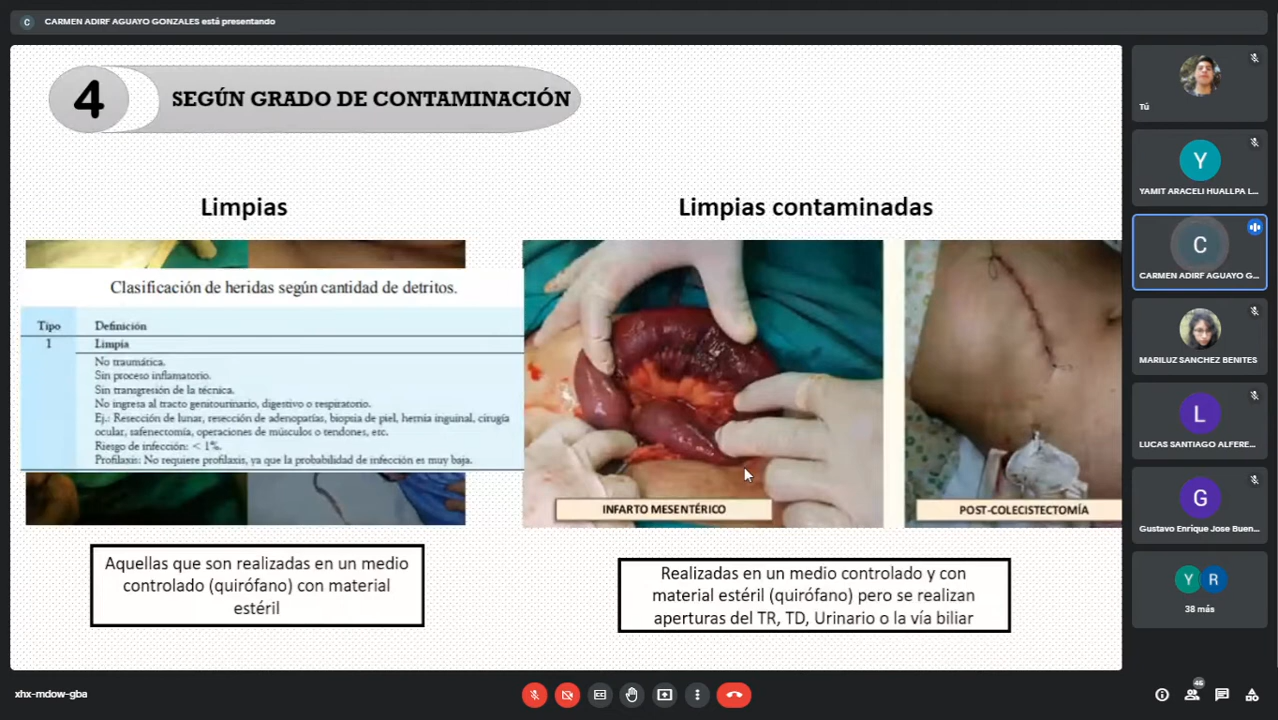 CARMEN ADIRF AGUAYO GONZALES está presentando
4
SEGÚN GRADO DE CONTAMINACIÓN
Limpias
Clasificación de heridas según cantidad de detritos.
Tipo Definición
1 Limpia
No traumática.
Sin proceso inflamatorio.
Sin transgresión de la técnica.
No ingresa al tracto genitourinario, digestivo o respiratorio.
Ej.: Resección de lunar, resección de adenopatías, biopsia de piel, hernia inguinal, cirugía
ocular, safenectomía, operaciones de músculos o tendones, etc.
Riesgo de infección: < 1%.
Profilaxis: No requiere profilaxis, ya que la probabilidad de infección es muy baja.
Aquellas que son realizadas en un medio
controlado (quirófano) con material
estéril
Limpias contaminadas
INFARTO MESENTÉRICO
POST-COLECISTECTOMÍA
Realizadas en un medio controlado y con
material estéril (quirófano) pero se realizan
aperturas del TR, TD, Urinario o la vía biliar
Tú
Y
YAMIT ARACELI HUALLPA L...
C
CARMEN ADIRF AGUAYO G...
MARILUZ SANCHEZ BENITES
L
LUCAS SANTIAGO ALFERE...
G
Gustavo Enrique Jose Buen...
Y R
38 más
xhx-mdow-gba
46